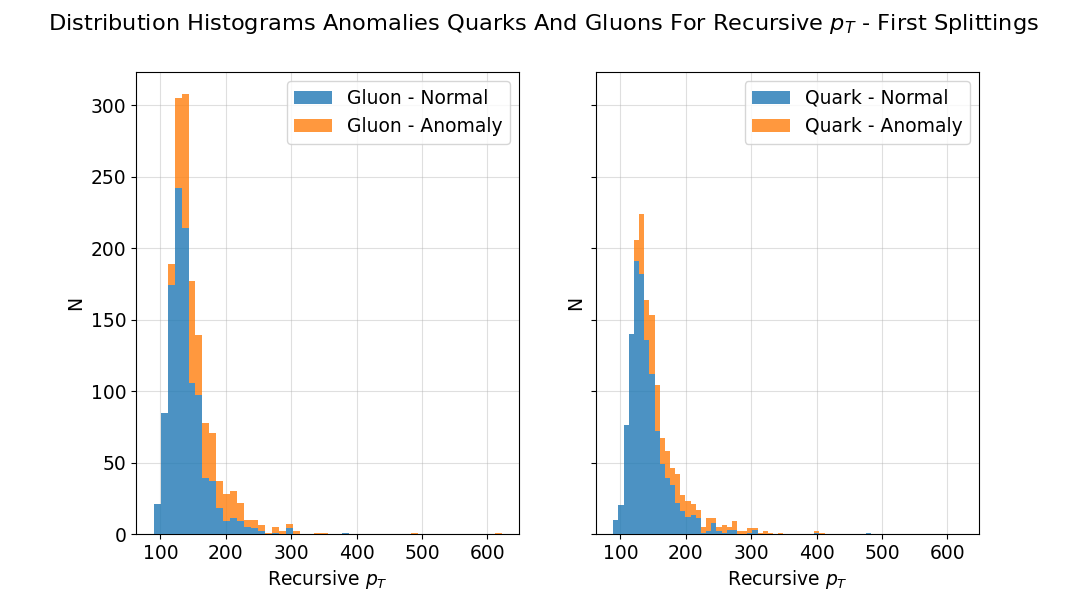 Distribution Histograms Anomalies Quarks And Gluons For Recursive p_T - First Splittings
Gluon - Normal
Gluon - Anomaly
300
250
200
150
100
50
0
N
100 200 300 400 500 600
Recursive p_T
Quark - Normal
Quark - Anomaly
N
100 200 300 400 500 600
Recursive p_T